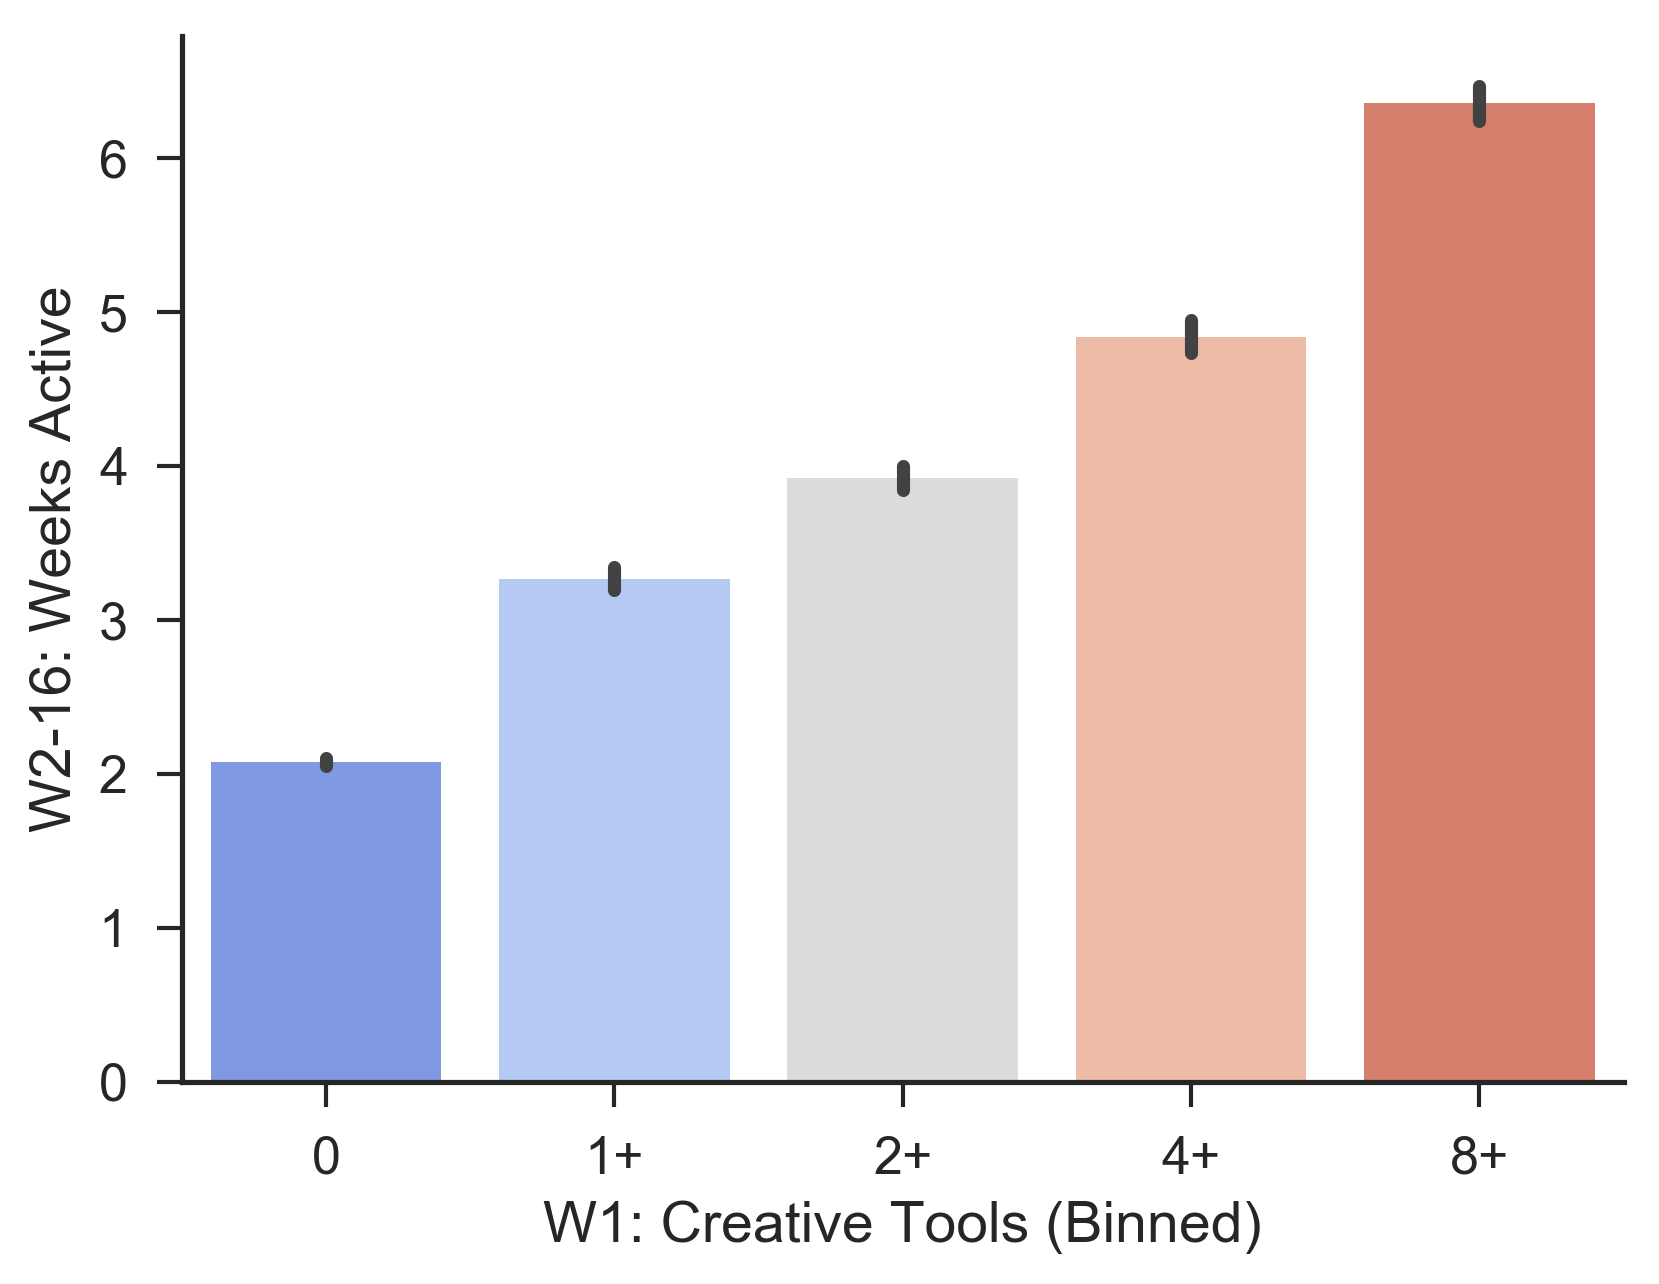 6
5
4
3
2
1
0
W2-16: Weeks Active
0 1+ 2+ 4+ 8+
W1: Creative Tools (Binned)